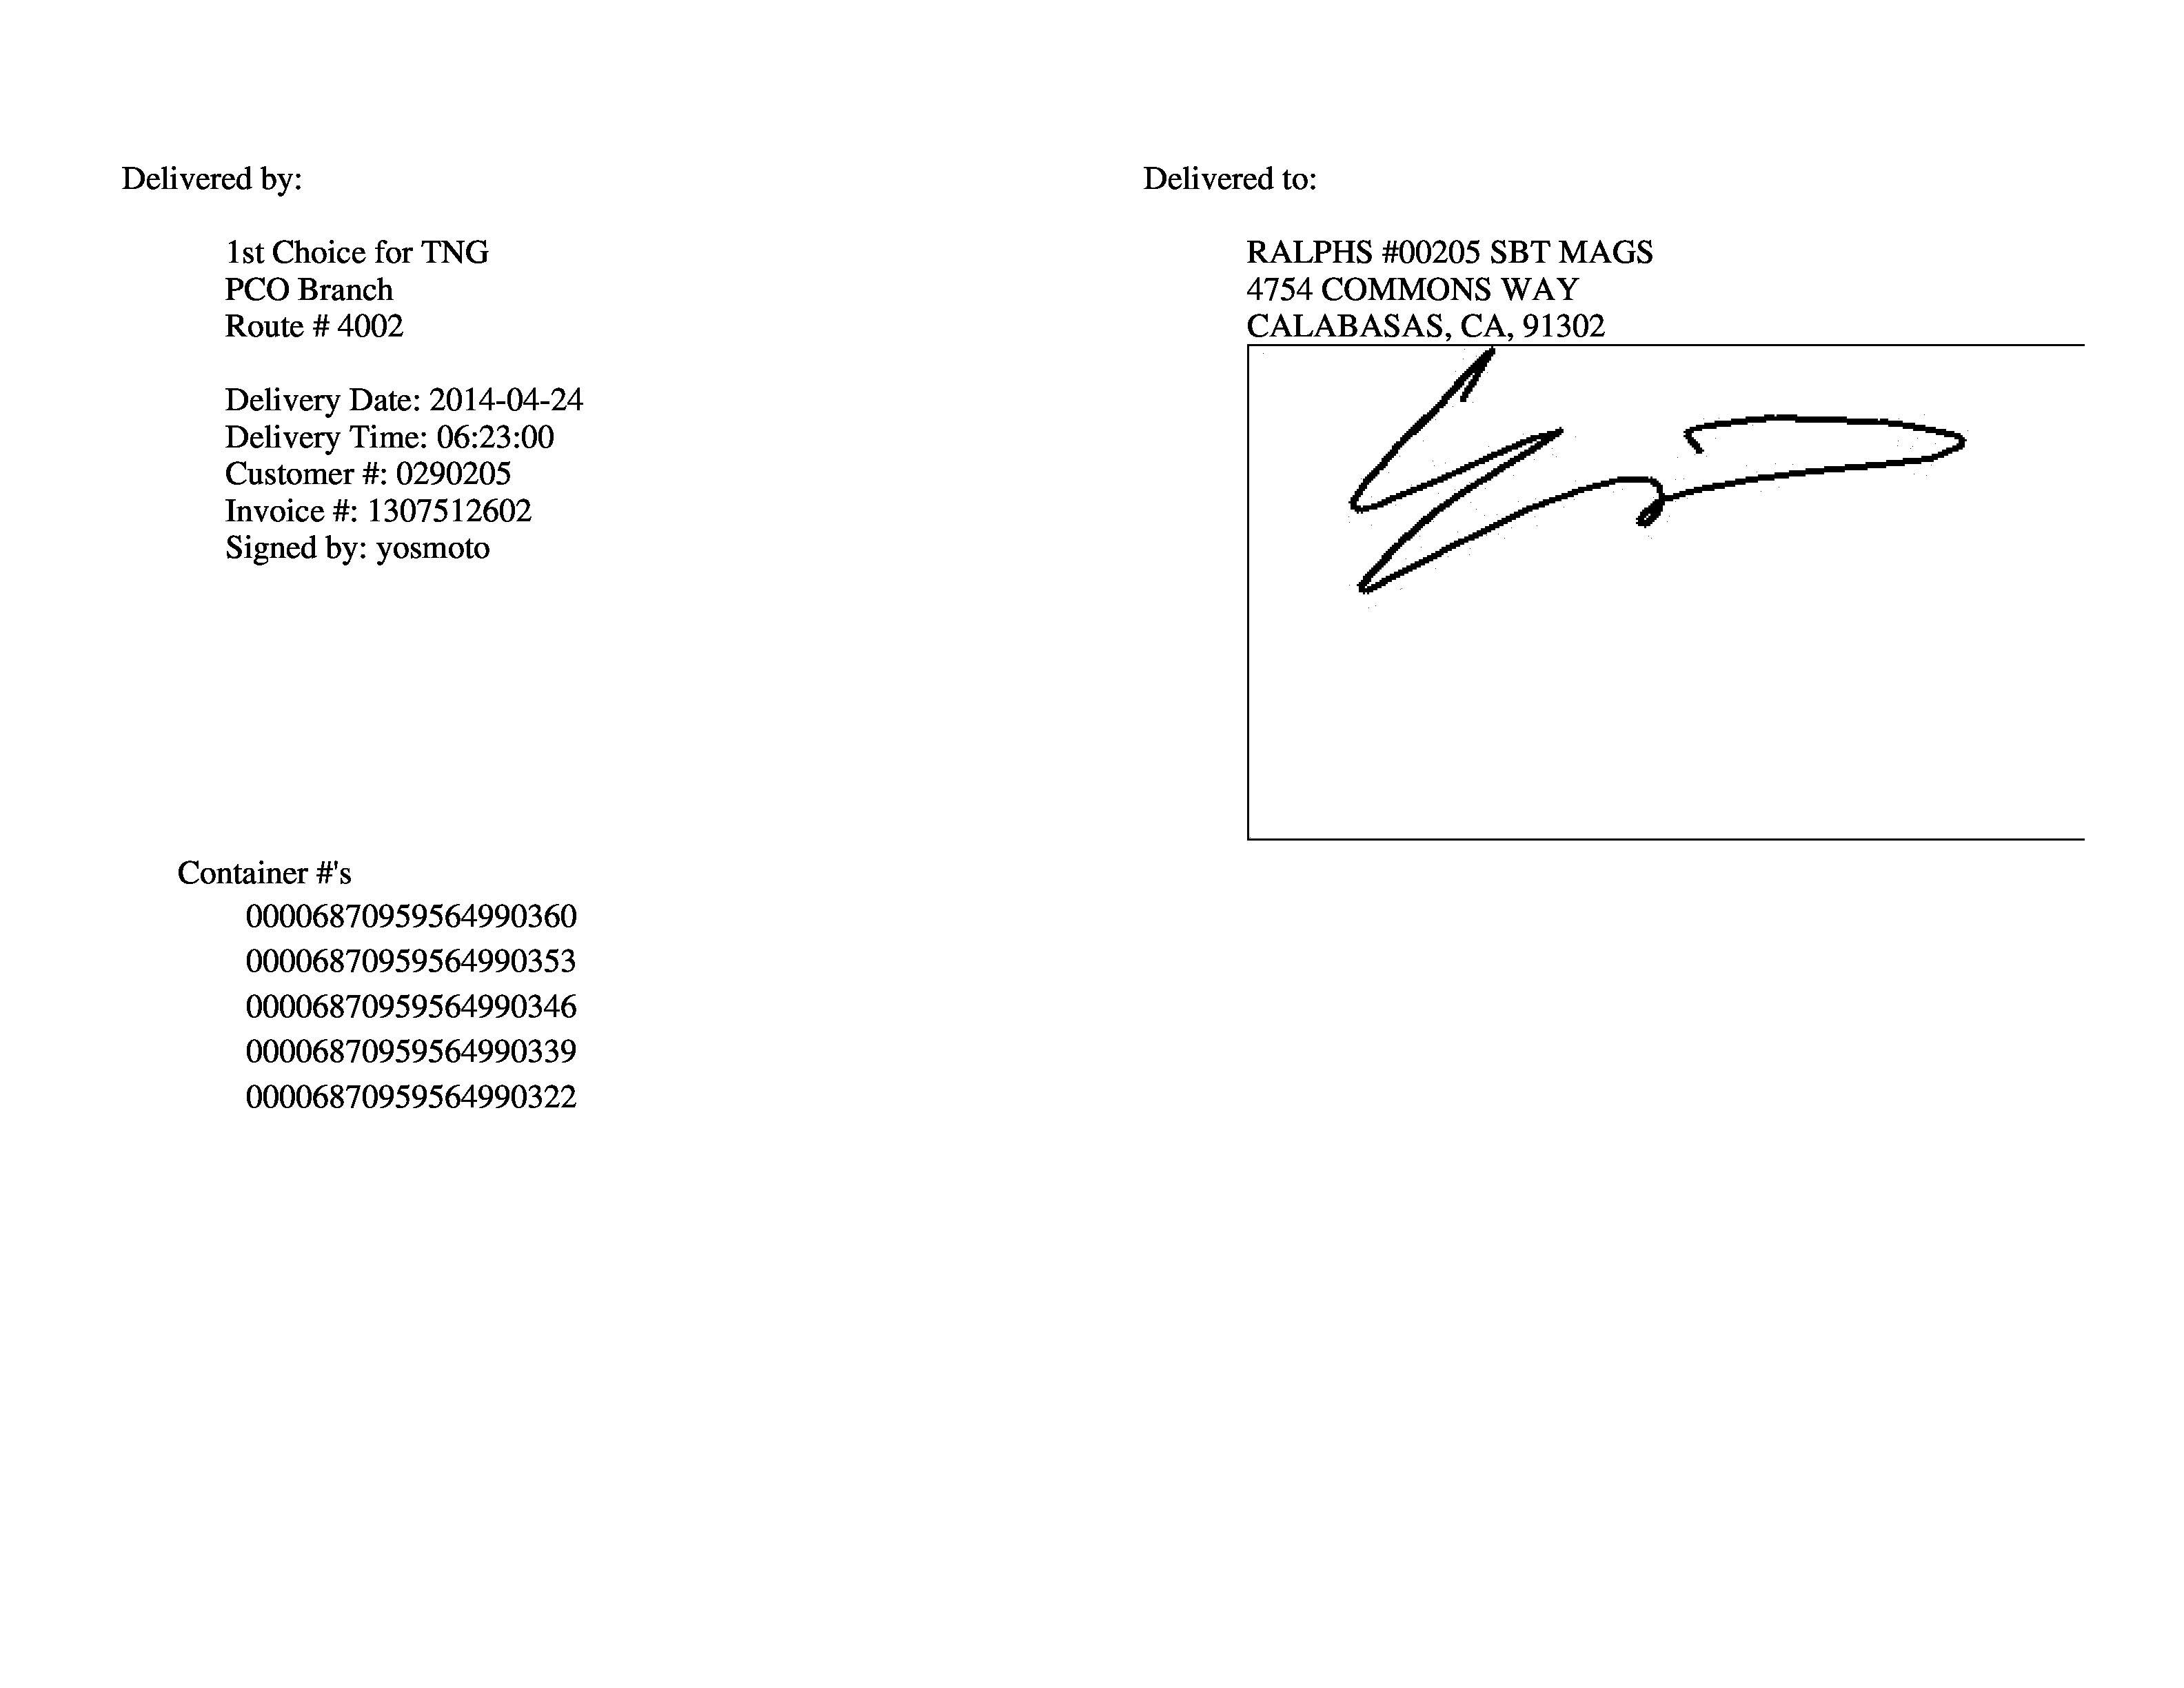 Delivered by:
1st Choice for TNG
PCO Branch
Route # 4002
Delivery Date: 2014-04-24
Delivery Time: 06:23:00
Customer #: 0290205
Invoice #: 1307512602
Signed by: yosmoto
Delivered to:
RALPHS #00205 SBT MAGS
4754 COMMONS WAY
CALABASAS, CA, 91302
Container #'s
00006870959564990360
00006870959564990353
00006870959564990346
00006870959564990339
00006870959564990322